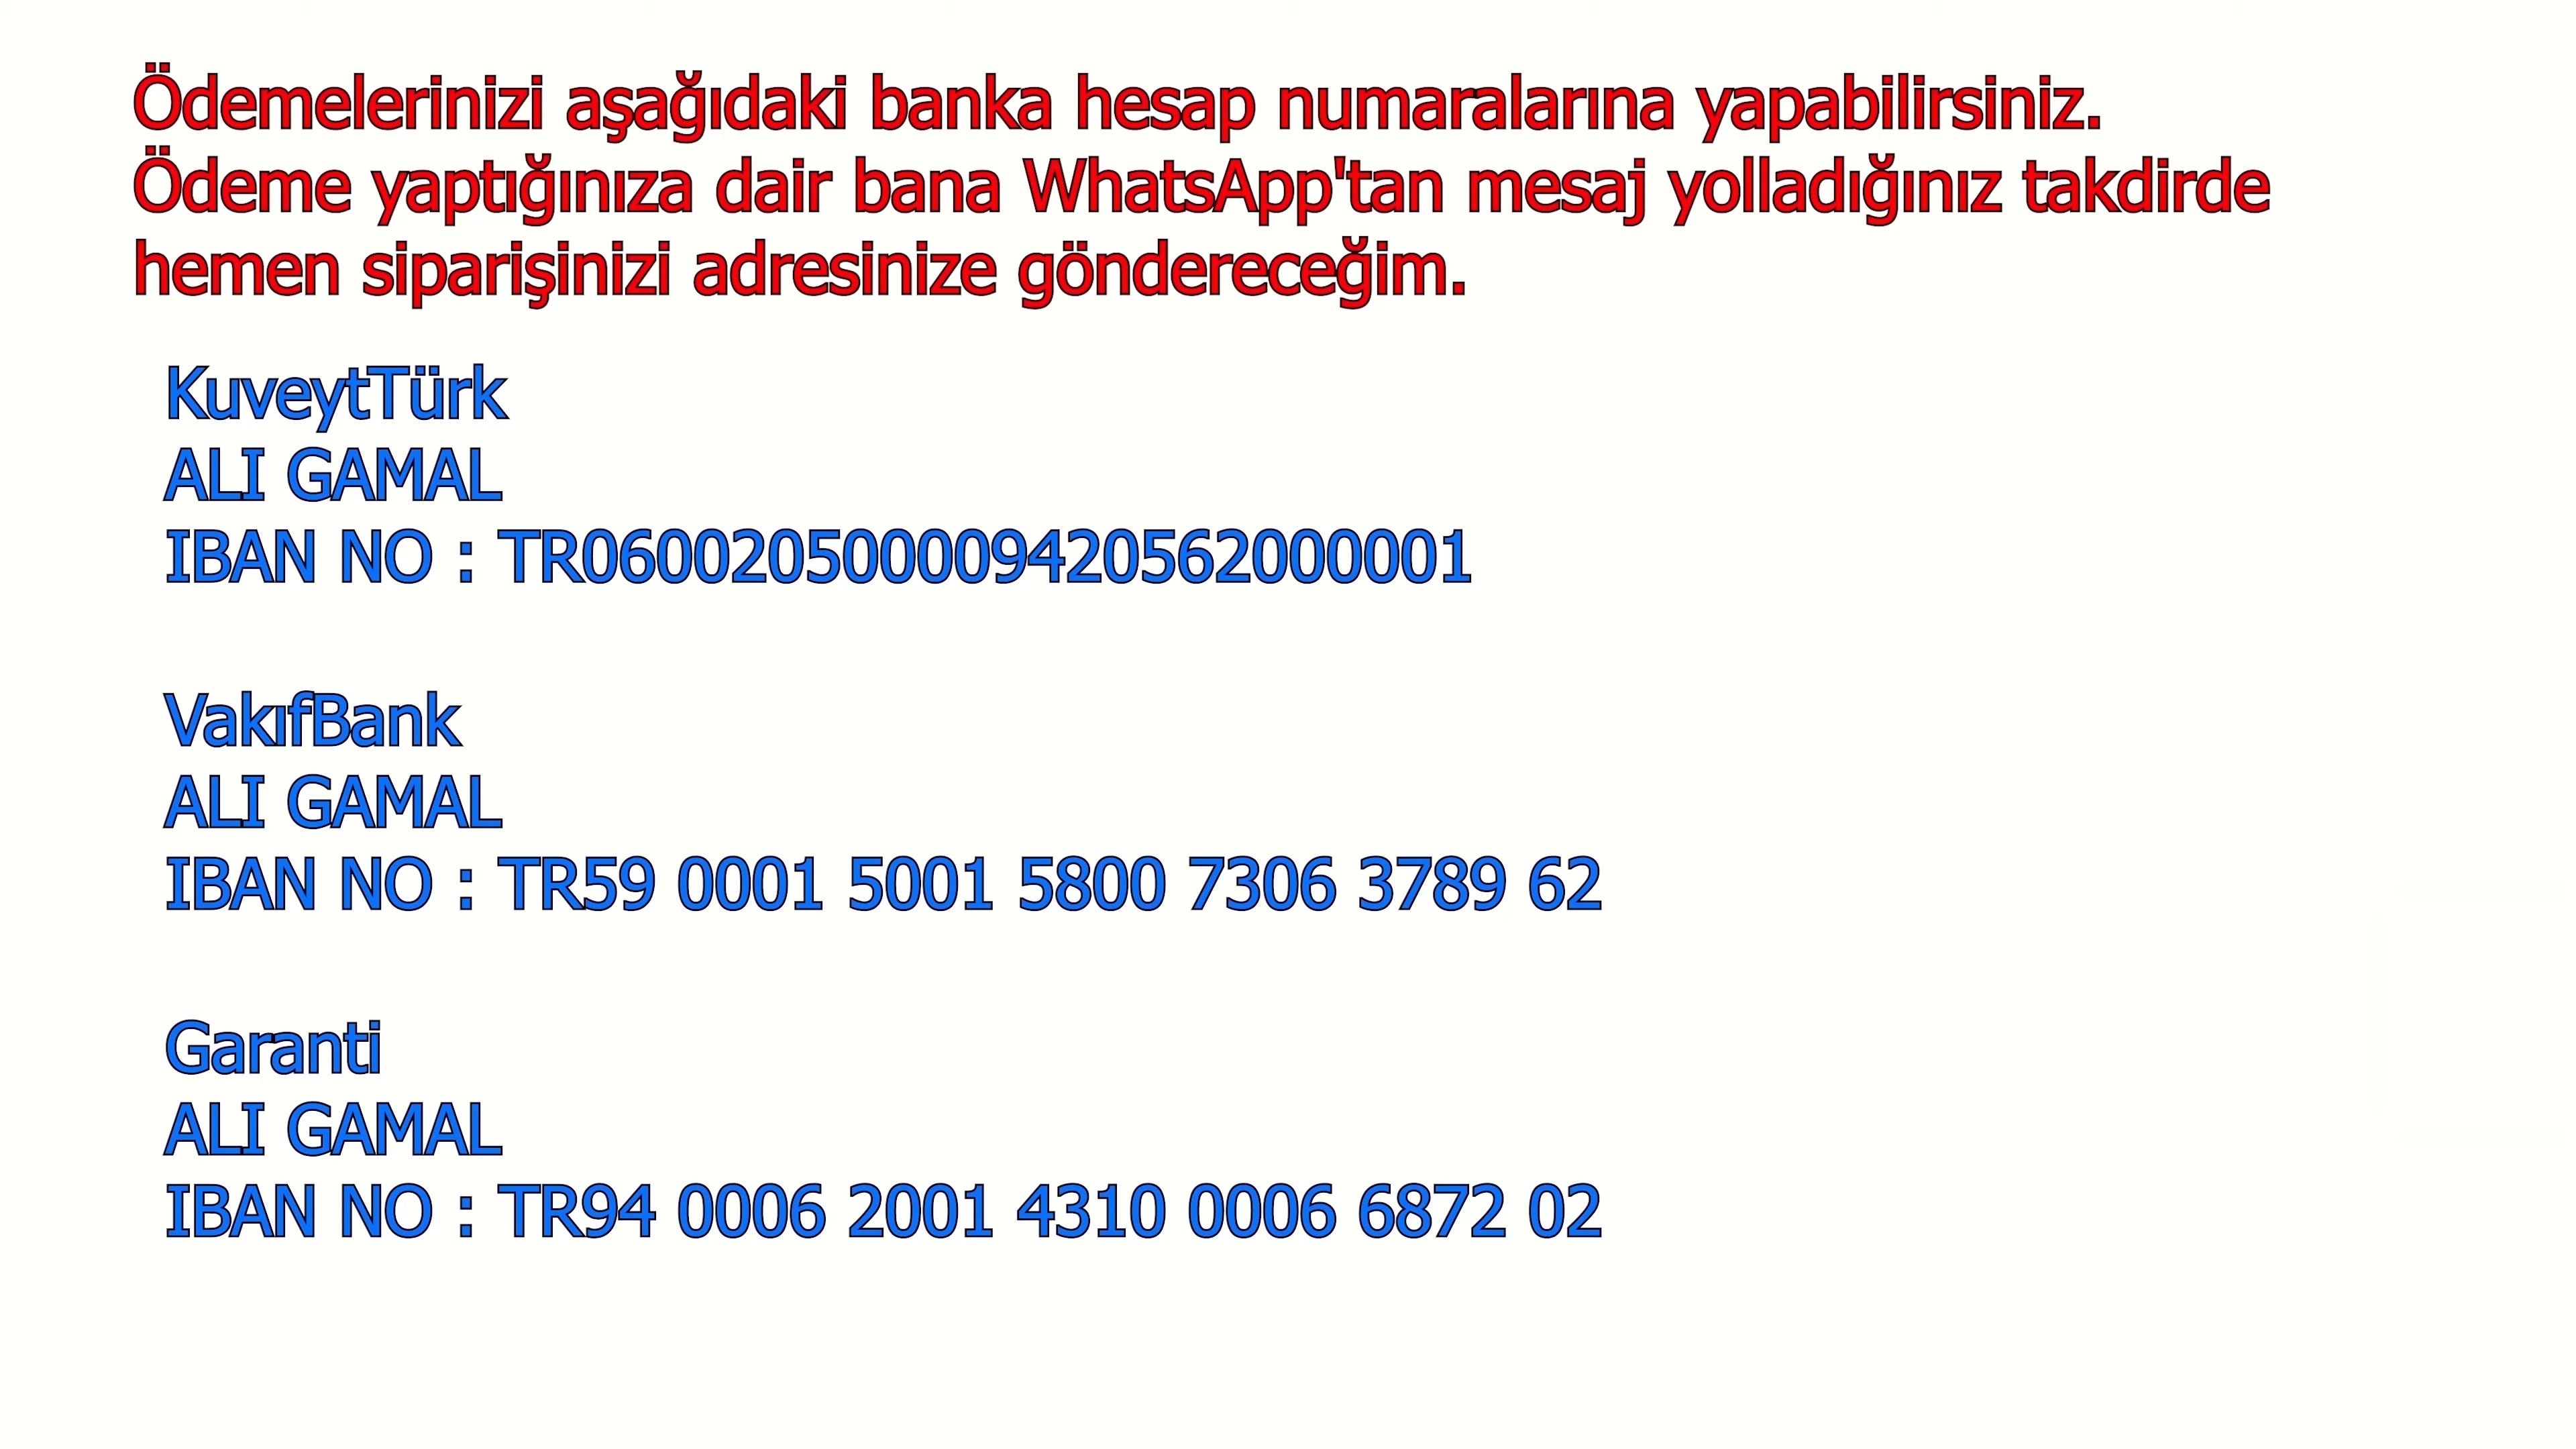 Ödemelerinizi aşağıdaki banka hesap numaralarına yapabilirsiniz.
Ödeme yaptığınıza dair bana WhatsApp'tan mesaj yolladığınız takdirde
hemen siparişinizi adresinize göndereceğim.
KuveytTürk
ALI GAMAL
IBAN NO : TR060020500009420562000001
VakıfBank
ALI GAMAL
IBAN NO : TR59 0001 5001 5800 7306 3789 62
Garanti
ALI GAMAL
IBAN NO : TR94 0006 2001 4310 0006 6872 02